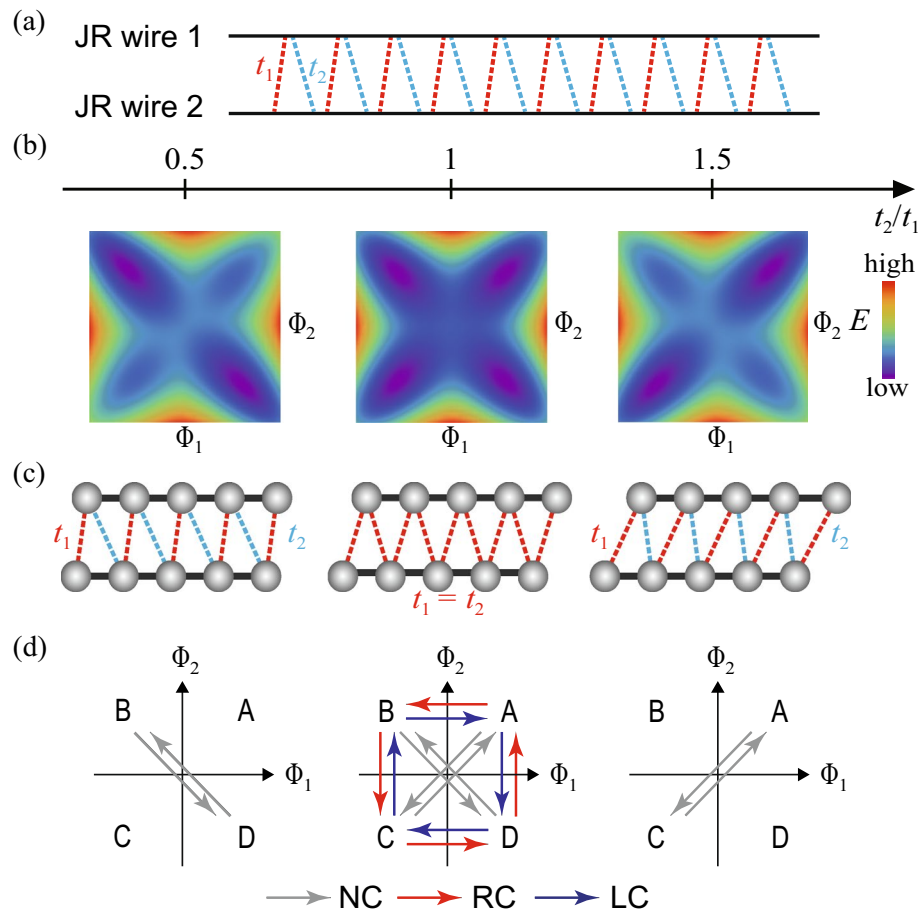 (a)
JR wire 1
t₁ t₂
JR wire 2
(b)
0.5 1 1.5
t₂/t₁
Φ₂ Φ₂ E high
low
Φ₁ Φ₁ Φ₁
(c)
t₁ t₂ t₁ t₂
t₁ = t₂
(d)
Φ₂ Φ₂ Φ₂
B A B A B A
Φ₁ Φ₁ Φ₁
C D C D C D
NC RC LC